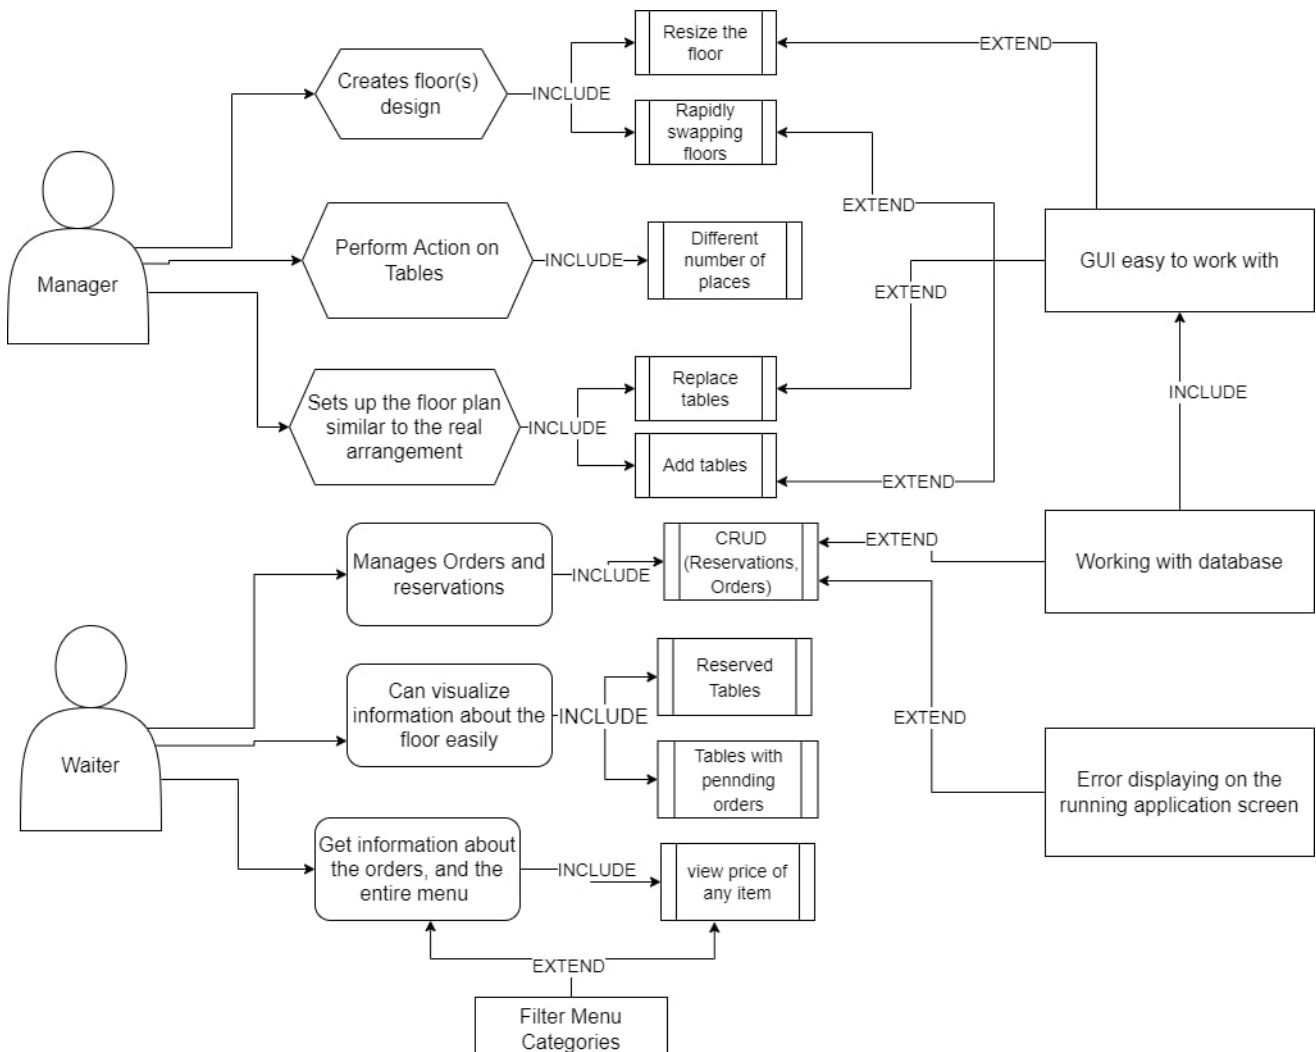 Resize the
floor
EXTEND
Creates floor(s)
design
INCLUDE
Rapidly
swapping
floors
EXTEND
Manager
Perform Action on
Tables
INCLUDE
Different
number of
places
GUI easy to work with
EXTEND
Sets up the floor plan
similar to the real
arrangement
INCLUDE
Replace
tables
INCLUDE
Add tables
EXTEND
Manages Orders and
reservations
INCLUDE
CRUD
(Reservations,
Orders)
EXTEND
Working with database
Waiter
Can visualize
information about the
floor easily
INCLUDE
Reserved
Tables
EXTEND
Tables with
pennding
orders
Error displaying on the
running application screen
Get information about
the orders, and the
entire menu
INCLUDE
view price of
any item
EXTEND
Filter Menu
Categories